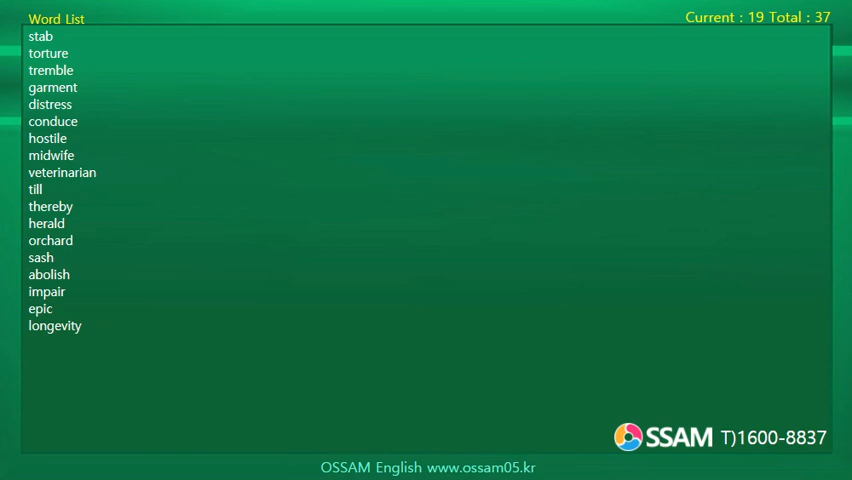 Word List
Current : 19 Total : 37
stab
torture
tremble
garment
distress
conduce
hostile
midwife
veterinarian
till
thereby
herald
orchard
sash
abolish
impair
epic
longevity
OSSAM T)1600-8837
OSSAM English www.ossam05.kr